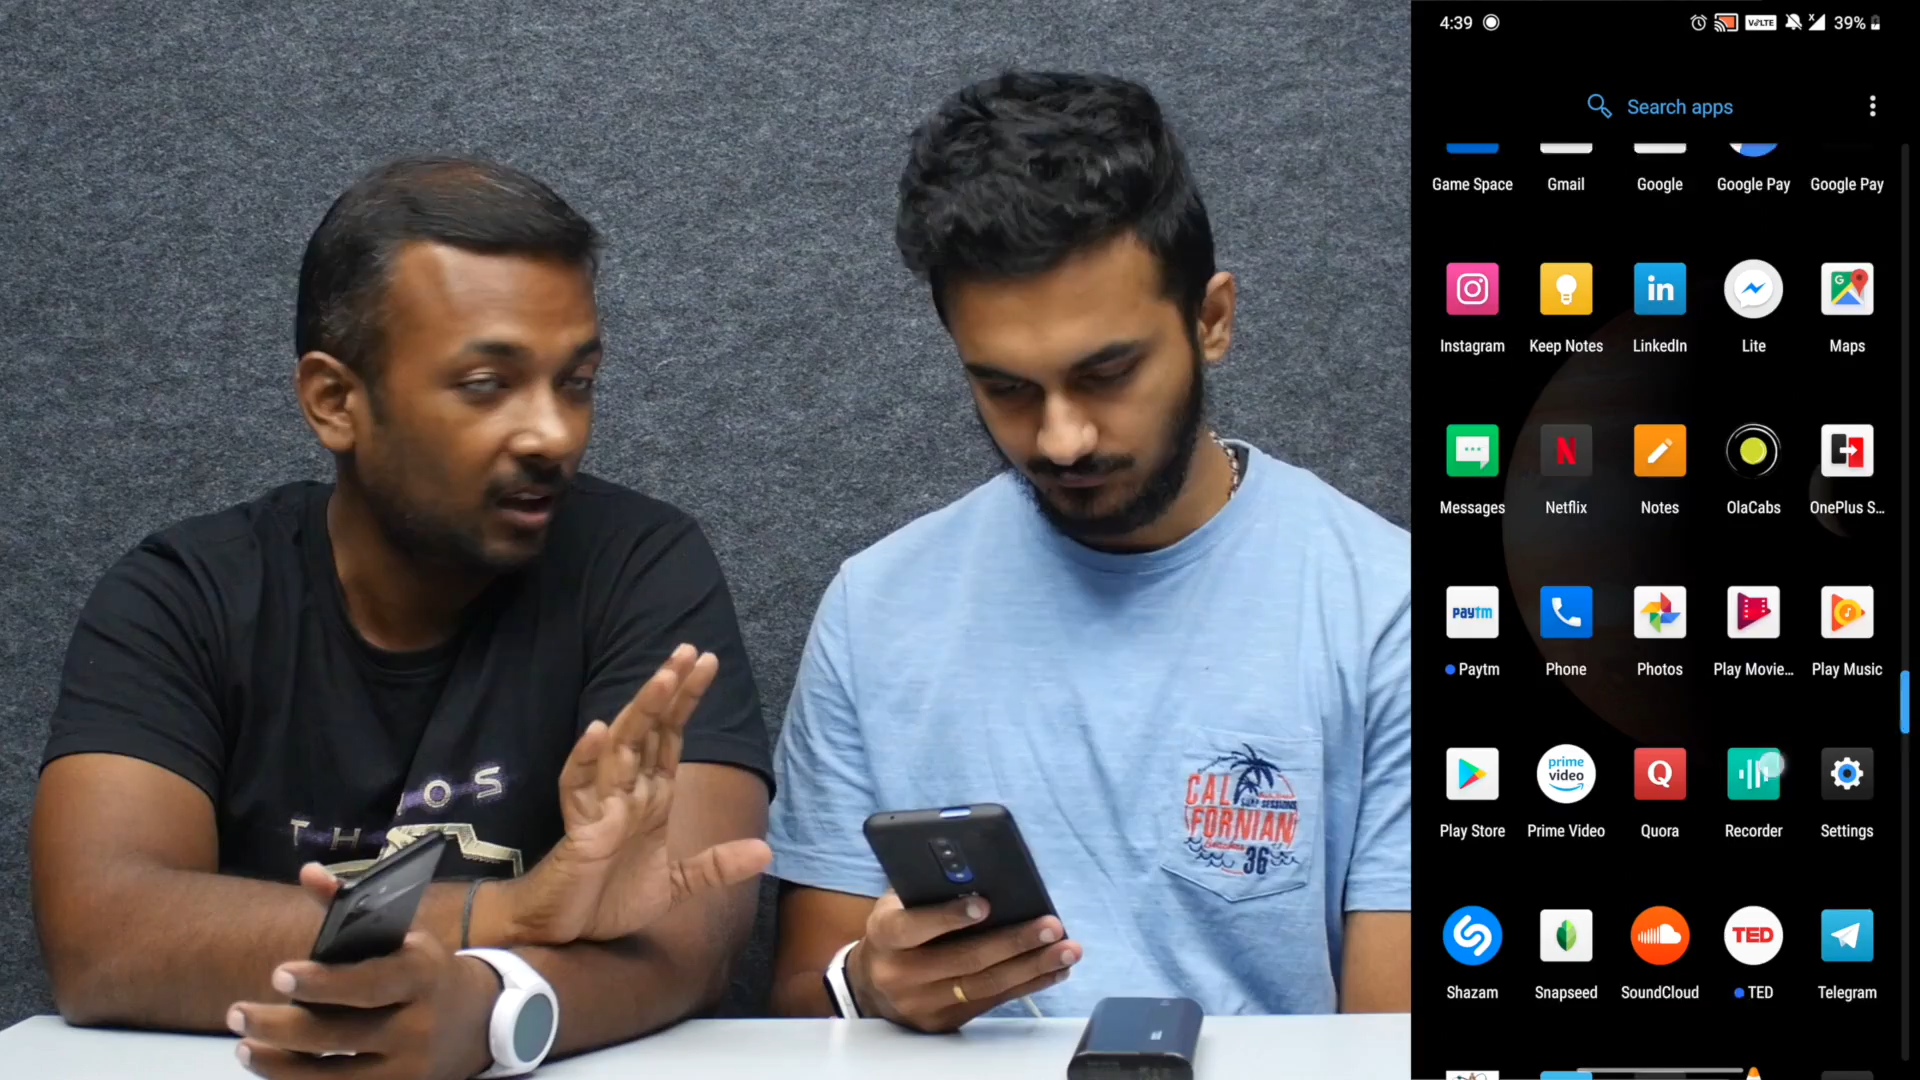 4:39
VoLTE
39%
Search apps
Game Space
Gmail
Google
Google Pay
Google Pay
Instagram
Keep Notes
LinkedIn
Lite
Maps
Messages
Netflix
Notes
OlaCabs
OnePlus S...
paytm
Paytm
Phone
Photos
Play Movie...
Play Music
prime video
Play Store
Prime Video
Quora
Recorder
Settings
TED
Shazam
Snapseed
SoundCloud
TED
Telegram
CAL
FORNIAN
36